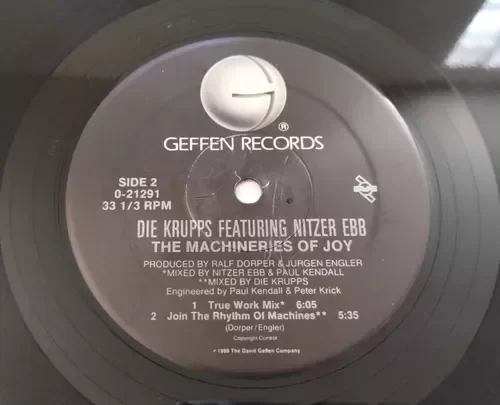 GEFFEN RECORDS ®
SIDE 2
0-21291
33 1/3 RPM
DIE KRUPPS FEATURING NITZER EBB
THE MACHINERIES OF JOY
PRODUCED BY RALF DORPER & JURGEN ENGLER
*MIXED BY NITZER EBB & PAUL KENDALL
**MIXED BY DIE KRUPPS
Engineered by Paul Kendall & Peter Krick
1 True Work Mix* 6:05
2 Join The Rhythm Of Machines** 5:35
(Dorper/Engler)
Copyright Control
1989 The David Geffen Company